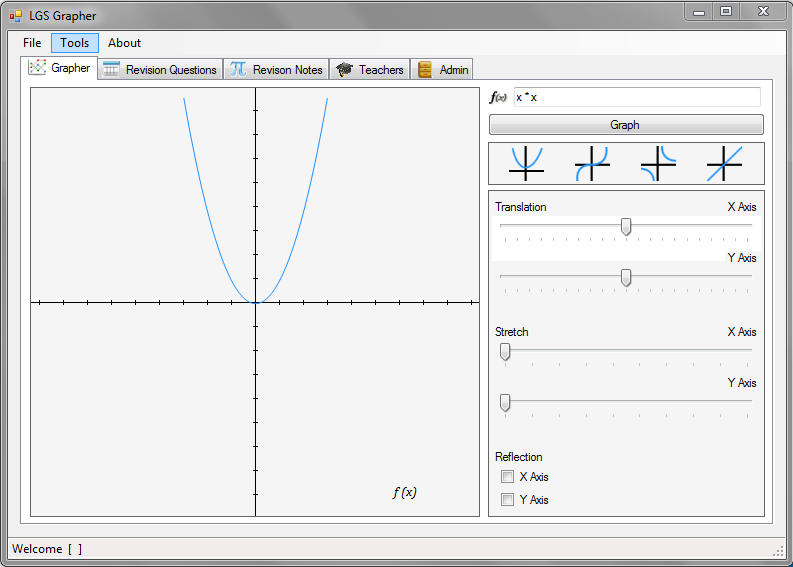 LGS Grapher
File Tools About
Grapher Revision Questions Revison Notes Teachers Admin
f(x) x * x
Graph
Translation X Axis
Y Axis
Stretch X Axis
Y Axis
Reflection
X Axis
Y Axis
f (x)
Welcome [ ]